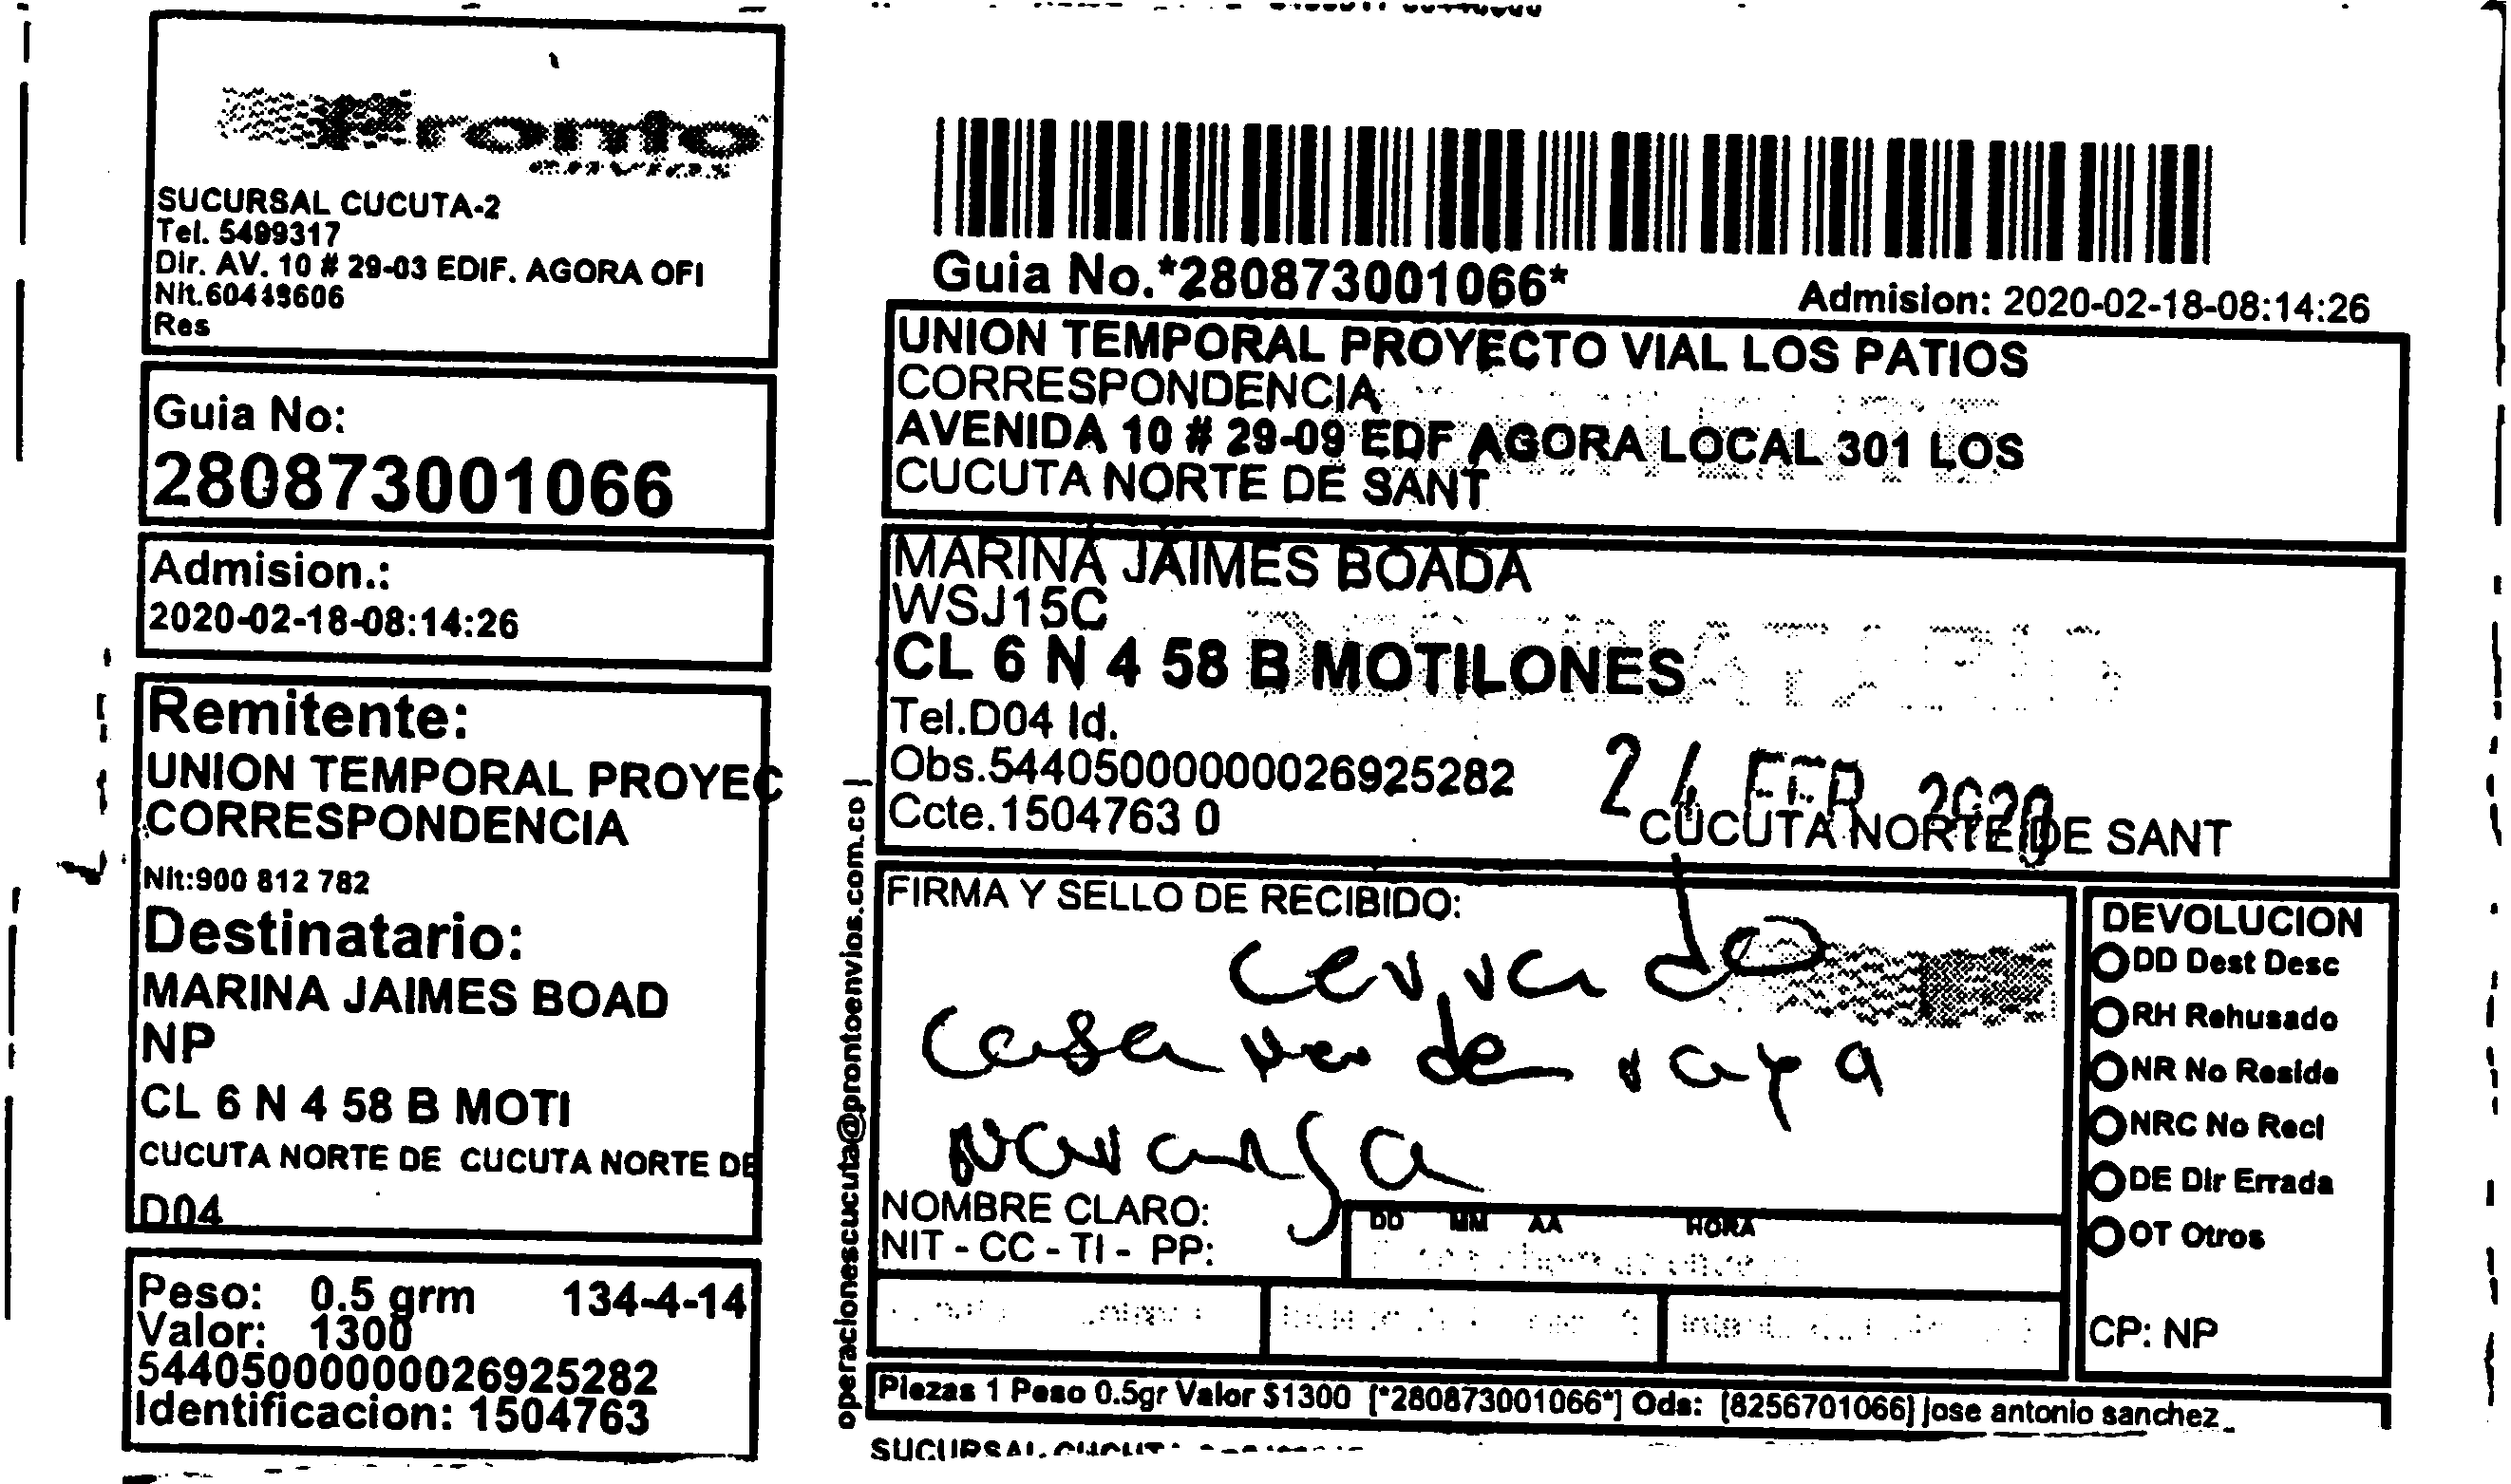 Pronto
SERVICES
SUCURSAL CUCUTA-2
Tel. 5499317
Dir. AV. 10 # 29-03 EDIF. AGORA OFI
Nit.60449606
Res
Guia No:
280873001066
Admision.:
2020-02-18-08:14:26
Remitente:
UNION TEMPORAL PROYEC
CORRESPONDENCIA
Nit:900 812 782
Destinatario:
MARINA JAIMES BOAD
NP
CL 6 N 4 58 B MOTI
CUCUTA NORTE DE CUCUTA NORTE DE
D04
Peso: 0.5 grm 134-4-14
Valor: 1300
544050000000026925282
Identificacion: 1504763
operacionescucuta@prontoenvios.com.co |
Guia No.*280873001066*
Admision: 2020-02-18-08:14:26
UNION TEMPORAL PROYECTO VIAL LOS PATIOS
CORRESPONDENCIA
AVENIDA 10 # 29-09 EDF AGORA LOCAL 301 LOS
CUCUTA NORTE DE SANT
MARINA JAIMES BOADA
WSJ15C
CL 6 N 4 58 B MOTILONES
Tel.D04 Id.
Obs.544050000000026925282
Ccte.1504763 0
24 FEB 2020
CUCUTA NORTE DE SANT
FIRMA Y SELLO DE RECIBIDO:
cerrado
casa verde raya
naranja
NOMBRE CLARO:
NIT - CC - TI - PP:
DD MM AA HORA
DEVOLUCION
DD Dest Desc
RH Rehusado
NR No Reside
NRC No Recl
DE Dir Errada
OT Otros
CP: NP
Piezas 1 Peso 0.5gr Valor $1300 [*280873001066*] Ods: [8256701066] jose antonio sanchez